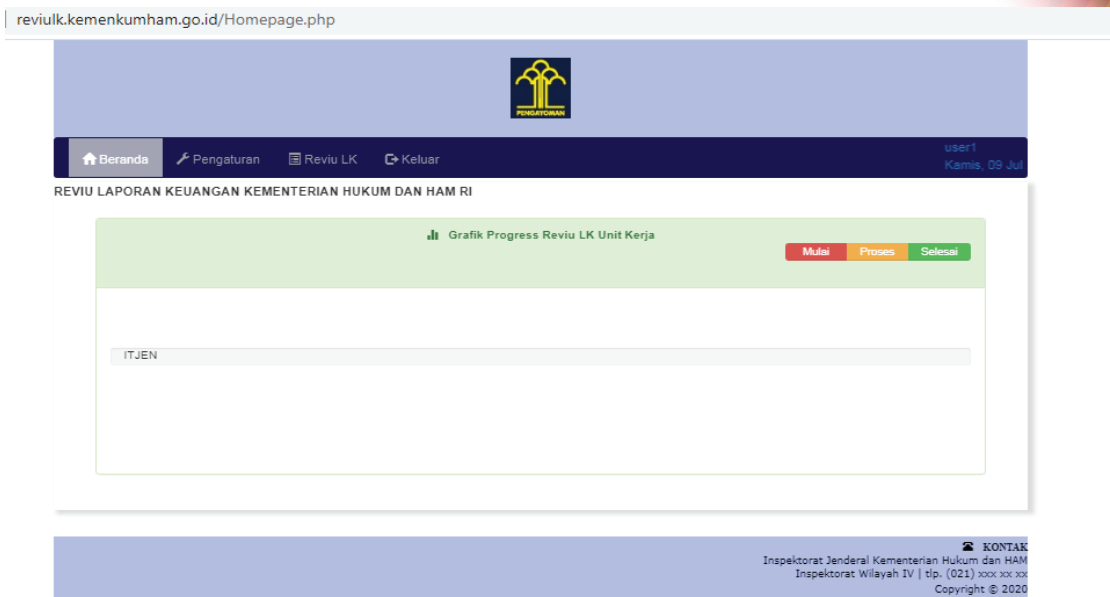 reviulk.kemenkumham.go.id/Homepage.php
PENGAYOMAN
Beranda Pengaturan Reviu LK Keluar
user1
Kamis, 09 Jul
REVIU LAPORAN KEUANGAN KEMENTERIAN HUKUM DAN HAM RI
Grafik Progress Reviu LK Unit Kerja
Mulai Proses Selesai
ITJEN
KONTAK
Inspektorat Jenderal Kementerian Hukum dan HAM
Inspektorat Wilayah IV | tlp. (021) xxx xx xx
Copyright © 2020